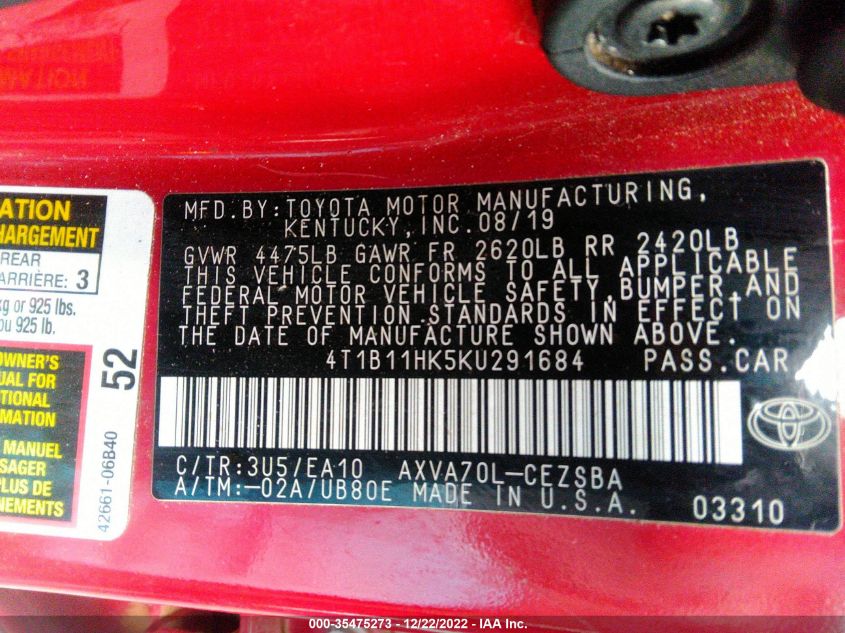 MATION
ATION
HARGEMENT
REAR
ARRIÈRE: 3
kg or 925 lbs.
ou 925 lb.
OWNER'S
UAL FOR
TIONAL
RMATION
MANUEL
SAGER
PLUS DE
NEMENTS
52
42661-06B40
MFD.BY:TOYOTA MOTOR MANUFACTURING,
KENTUCKY,INC.08/19
GVWR 4475LB GAWR FR 2620LB RR 2420LB
THIS VEHICLE CONFORMS TO ALL APPLICABLE
FEDERAL MOTOR VEHICLE SAFETY,BUMPER,AND
THEFT PREVENTION STANDARDS IN EFFECT ON
THE DATE OF MANUFACTURE SHOWN ABOVE.
4T1B11HK5KU291684 PASS.CAR
C/TR:3U5/EA10 AXVA70L-CEZSBA
A/TM:-02A/UB80E MADE IN U.S.A. 03310
000-35475273 - 12/22/2022 - IAA Inc.